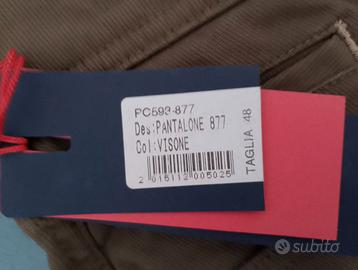 PC593-877
Des:PANTALONE 877
Col:VISONE
2 015112 005025
TAGLIA 48
subito